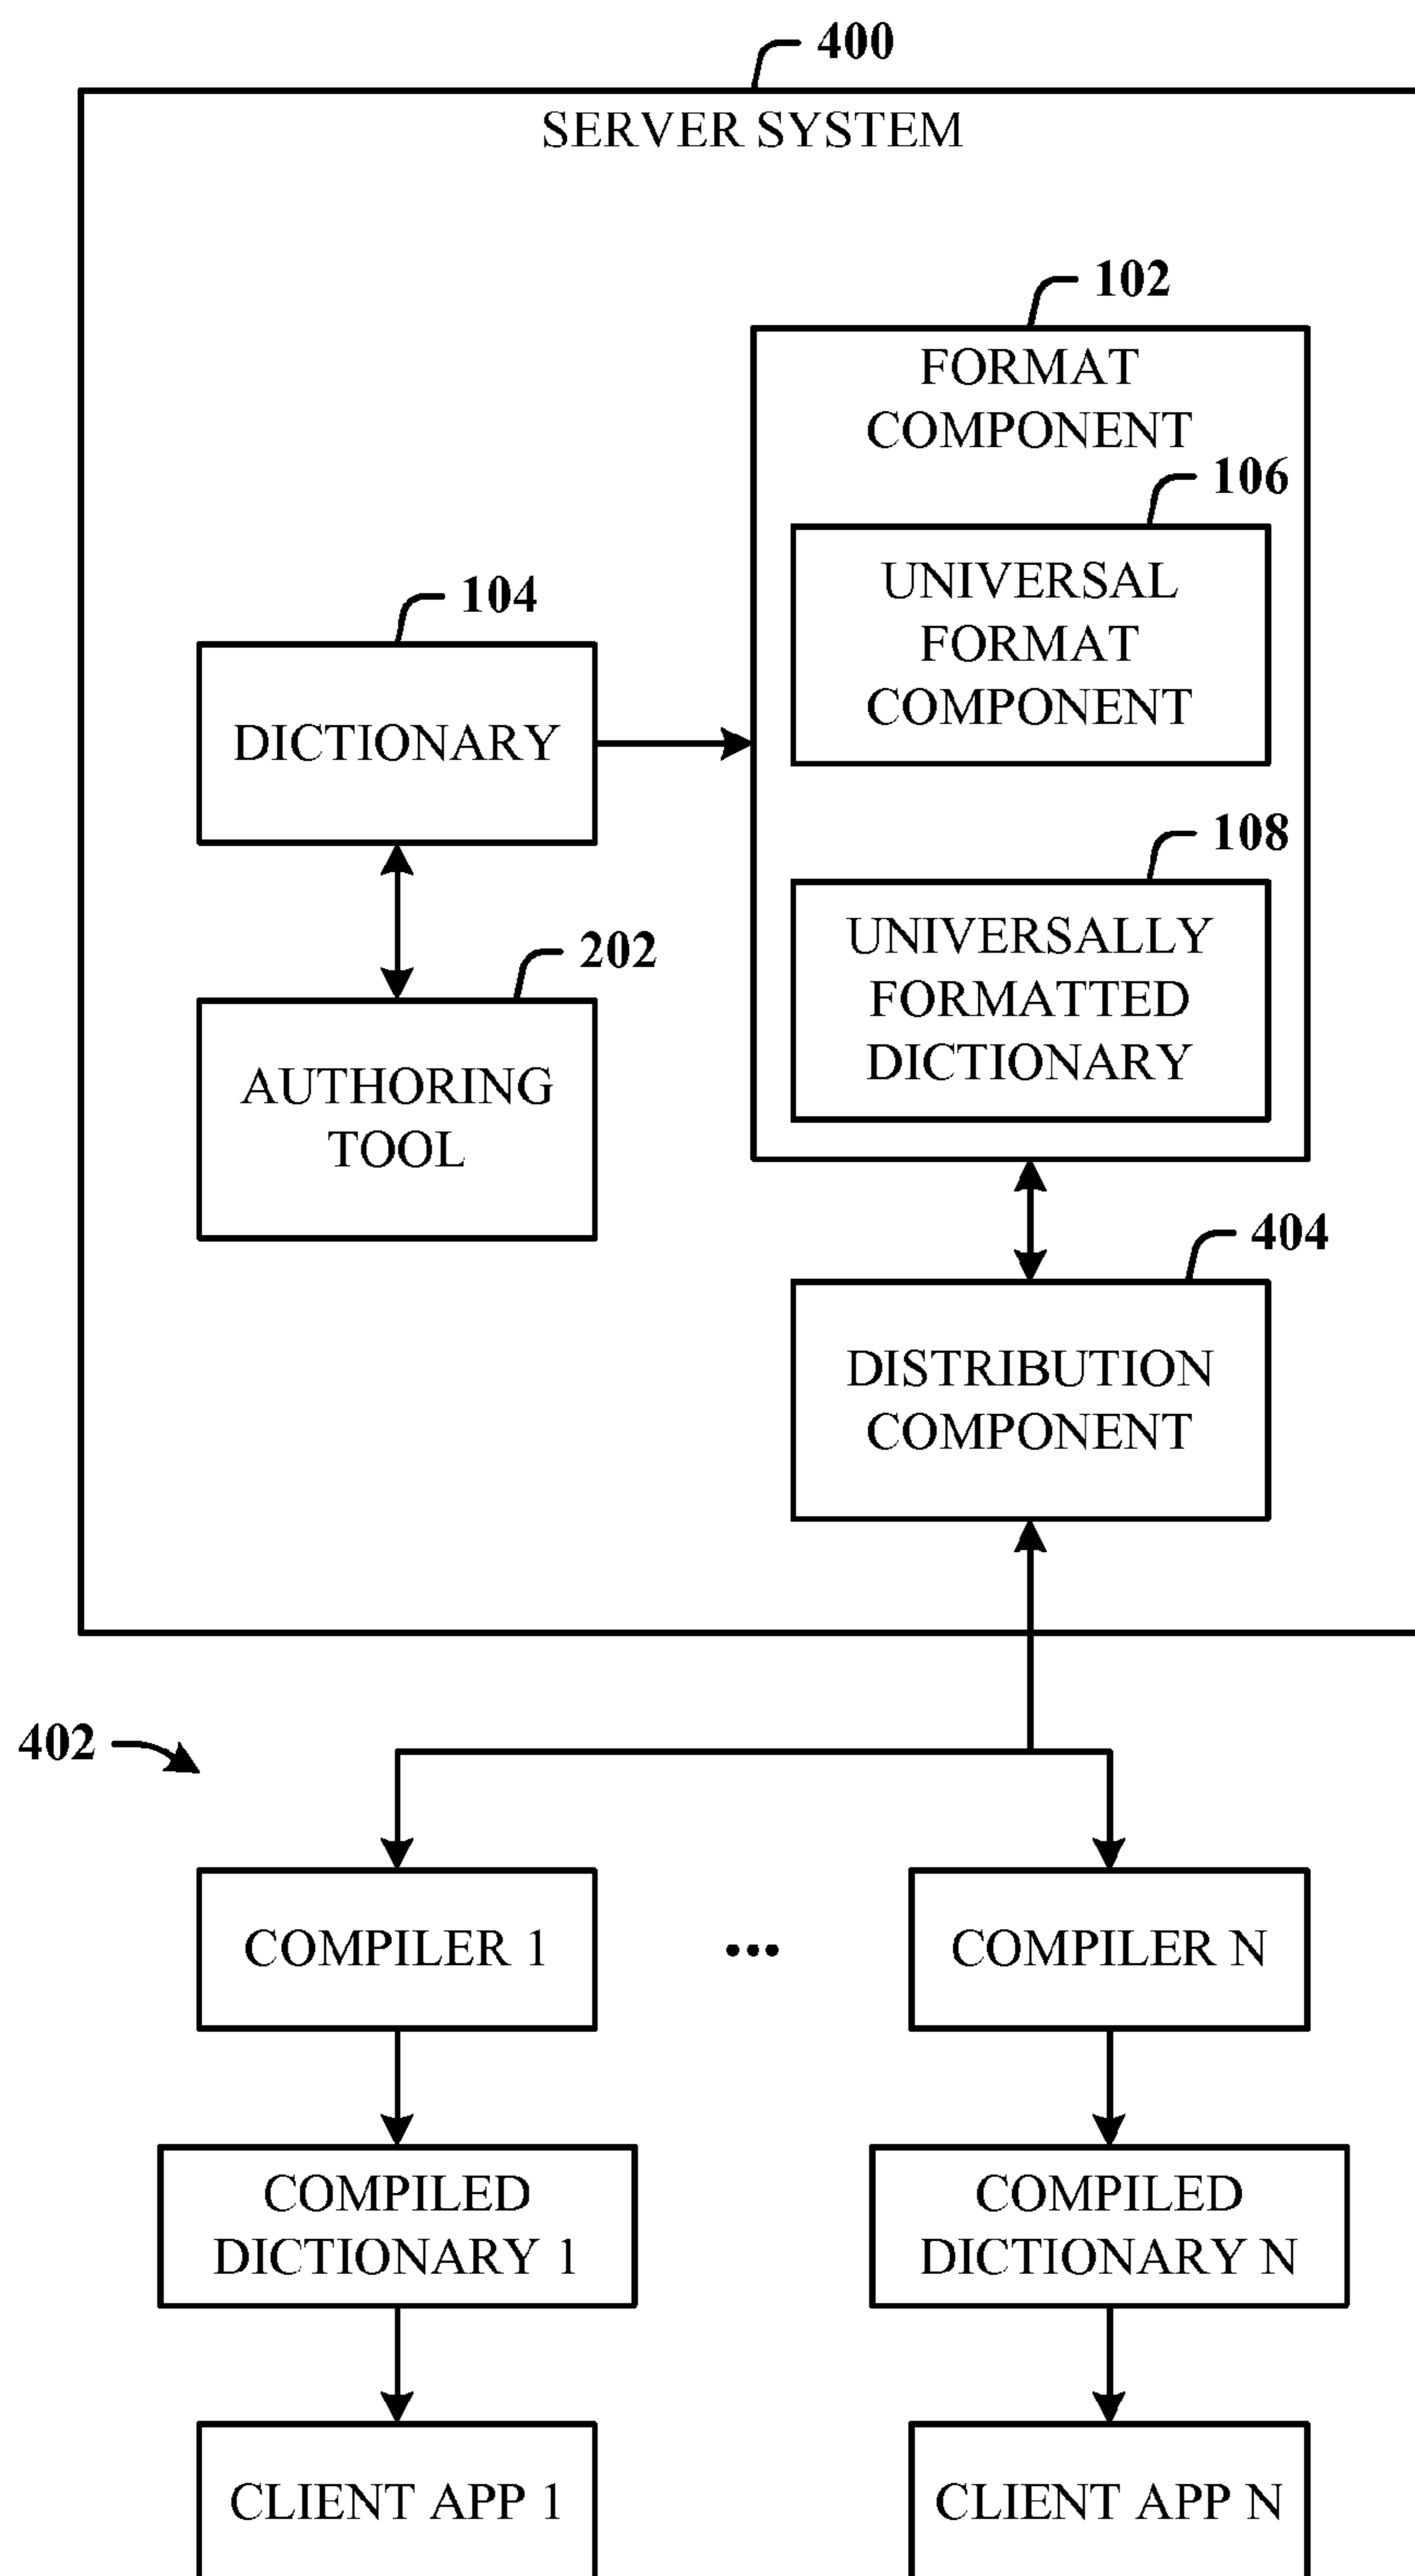 400
SERVER SYSTEM
102
FORMAT
COMPONENT
106
UNIVERSAL
FORMAT
COMPONENT
104
DICTIONARY
108
UNIVERSALLY
FORMATTED
DICTIONARY
202
AUTHORING
TOOL
404
DISTRIBUTION
COMPONENT
402
COMPILER 1
...
COMPILER N
COMPILED
DICTIONARY 1
COMPILED
DICTIONARY N
CLIENT APP 1
CLIENT APP N